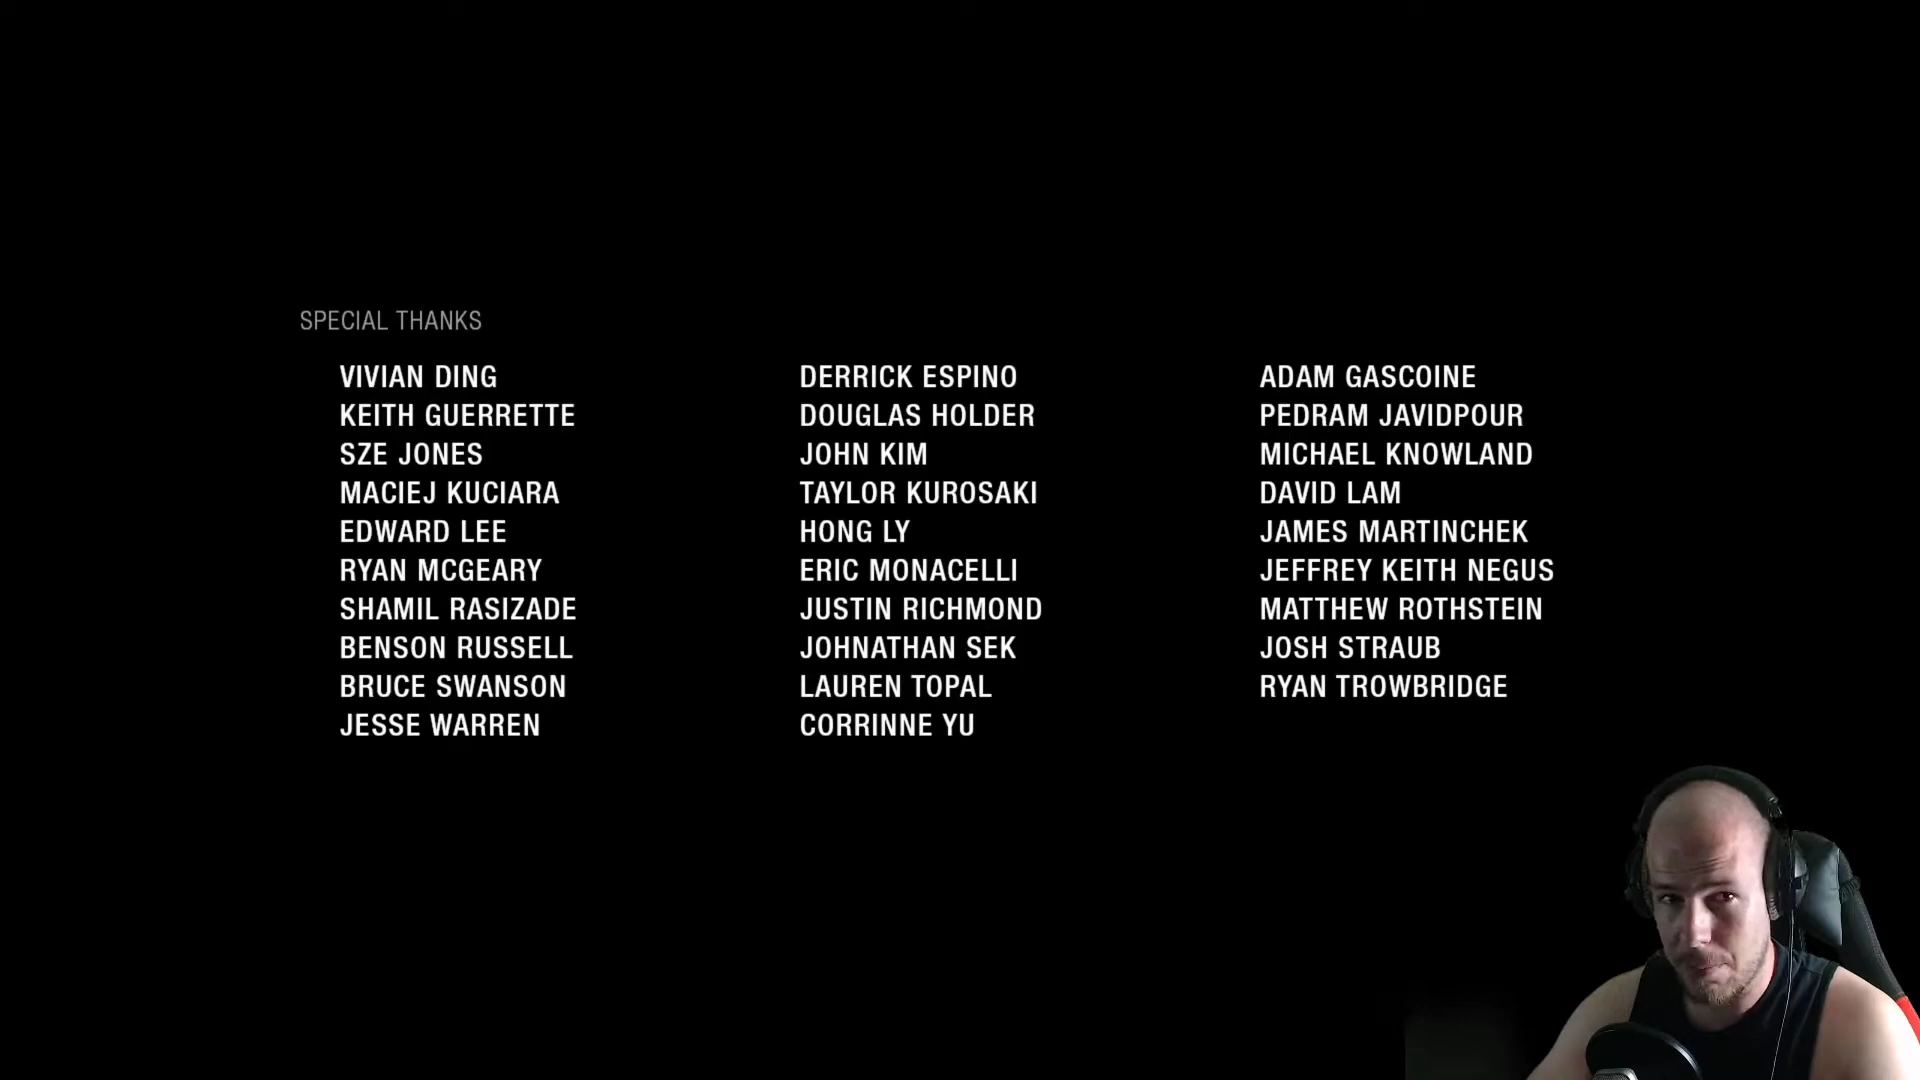 SPECIAL THANKS
VIVIAN DING
KEITH GUERRETTE
SZE JONES
MACIEJ KUCIARA
EDWARD LEE
RYAN MCGEARY
SHAMIL RASIZADE
BENSON RUSSELL
BRUCE SWANSON
JESSE WARREN
DERRICK ESPINO
DOUGLAS HOLDER
JOHN KIM
TAYLOR KUROSAKI
HONG LY
ERIC MONACELLI
JUSTIN RICHMOND
JOHNATHAN SEK
LAUREN TOPAL
CORRINNE YU
ADAM GASCOINE
PEDRAM JAVIDPOUR
MICHAEL KNOWLAND
DAVID LAM
JAMES MARTINCHEK
JEFFREY KEITH NEGUS
MATTHEW ROTHSTEIN
JOSH STRAUB
RYAN TROWBRIDGE